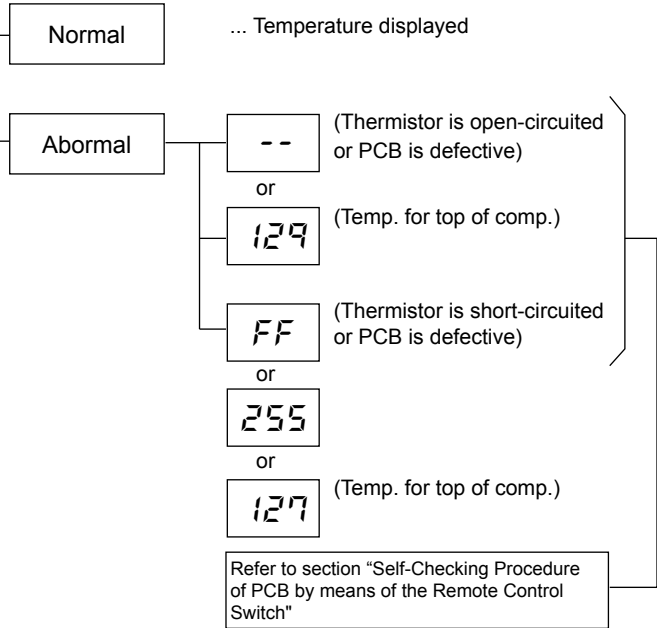 Normal
... Temperature displayed
Abormal
--
(Thermistor is open-circuited
or PCB is defective)
or
129
(Temp. for top of comp.)
FF
(Thermistor is short-circuited
or PCB is defective)
or
255
or
127
(Temp. for top of comp.)
Refer to section “Self-Checking Procedure
of PCB by means of the Remote Control
Switch"